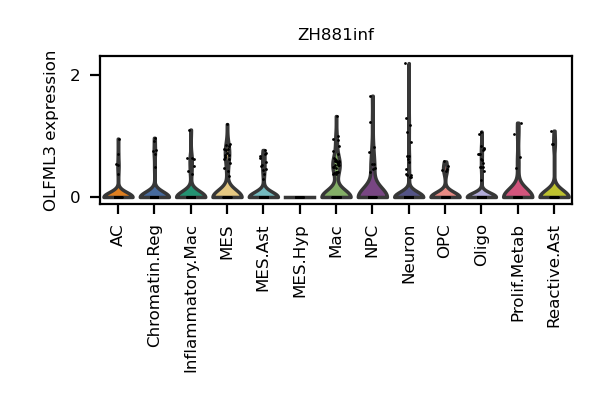 ZH881inf
OLFML3 expression
2
0
AC
Chromatin.Reg
Inflammatory.Mac
MES
MES.Ast
MES.Hyp
Mac
NPC
Neuron
OPC
Oligo
Prolif.Metab
Reactive.Ast